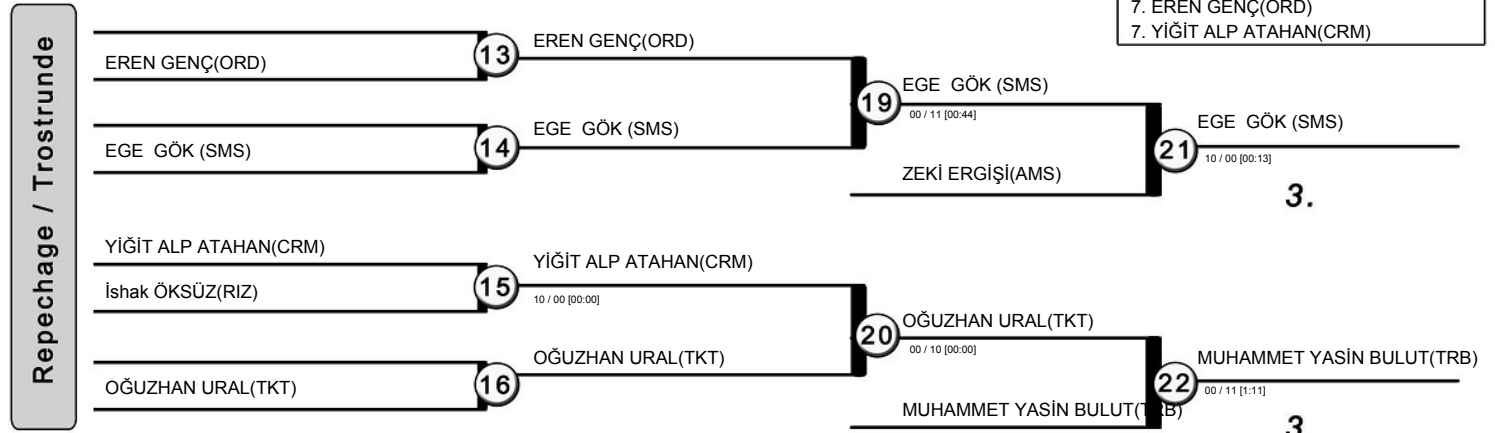 7. EREN GENÇ(ORD)
7. YİĞİT ALP ATAHAN(CRM)
Repechage / Trostrunde
EREN GENÇ(ORD)
13
EREN GENÇ(ORD)
EGE GÖK (SMS)
14
EGE GÖK (SMS)
19
EGE GÖK (SMS)
00 / 11 [00:44]
ZEKİ ERGİŞİ(AMS)
21
EGE GÖK (SMS)
10 / 00 [00:13]
3.
YİĞİT ALP ATAHAN(CRM)
İshak ÖKSÜZ(RIZ)
15
YİĞİT ALP ATAHAN(CRM)
10 / 00 [00:00]
OĞUZHAN URAL(TKT)
16
OĞUZHAN URAL(TKT)
20
OĞUZHAN URAL(TKT)
00 / 10 [00:00]
MUHAMMET YASİN BULUT(TRB)
22
MUHAMMET YASİN BULUT(TRB)
00 / 11 [1:11]
3